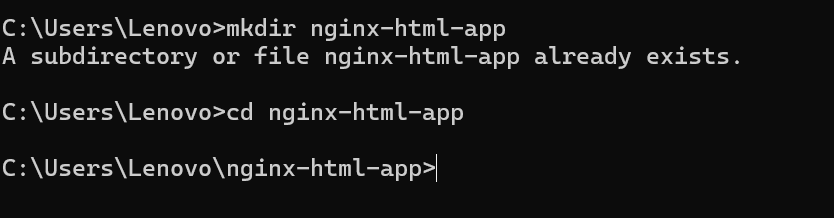 C:\Users\Lenovo>mkdir nginx-html-app
A subdirectory or file nginx-html-app already exists.
C:\Users\Lenovo>cd nginx-html-app
C:\Users\Lenovo\nginx-html-app>